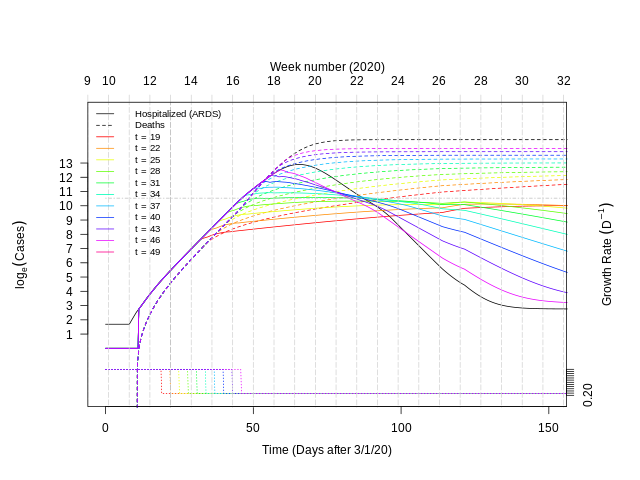 Week number (2020)
9 10 12 14 16 18 20 22 24 26 28 30 32
Hospitalized (ARDS)
Deaths
t = 19
t = 22
t = 25
t = 28
t = 31
t = 34
t = 37
t = 40
t = 43
t = 46
t = 49
13
12
11
10
9
8
7
6
5
4
3
2
1
loge(Cases)
Growth Rate (D⁻¹)
0.20
0 50 100 150
Time (Days after 3/1/20)